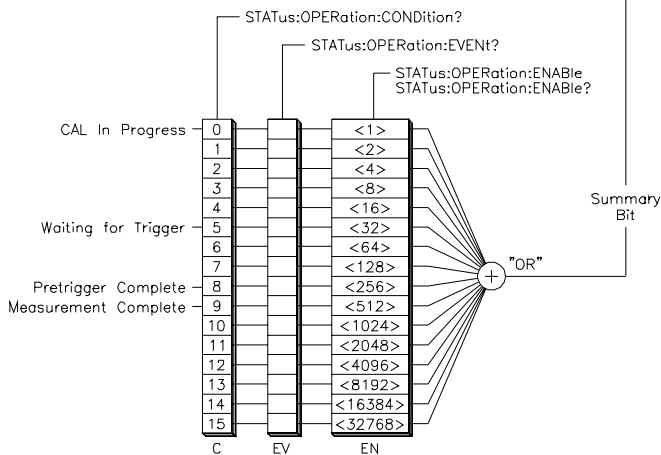 STATus:OPERation:CONDition?
STATus:OPERation:EVENt?
STATus:OPERation:ENABle
STATus:OPERation:ENABle?
CAL In Progress 0 <1>
1 <2>
2 <4>
3 <8>
4 <16>
Waiting for Trigger 5 <32>
6 <64>
7 <128>
Pretrigger Complete 8 <256>
Measurement Complete 9 <512>
10 <1024>
11 <2048>
12 <4096>
13 <8192>
14 <16384>
15 <32768>
C EV EN
+ "OR"
Summary
Bit